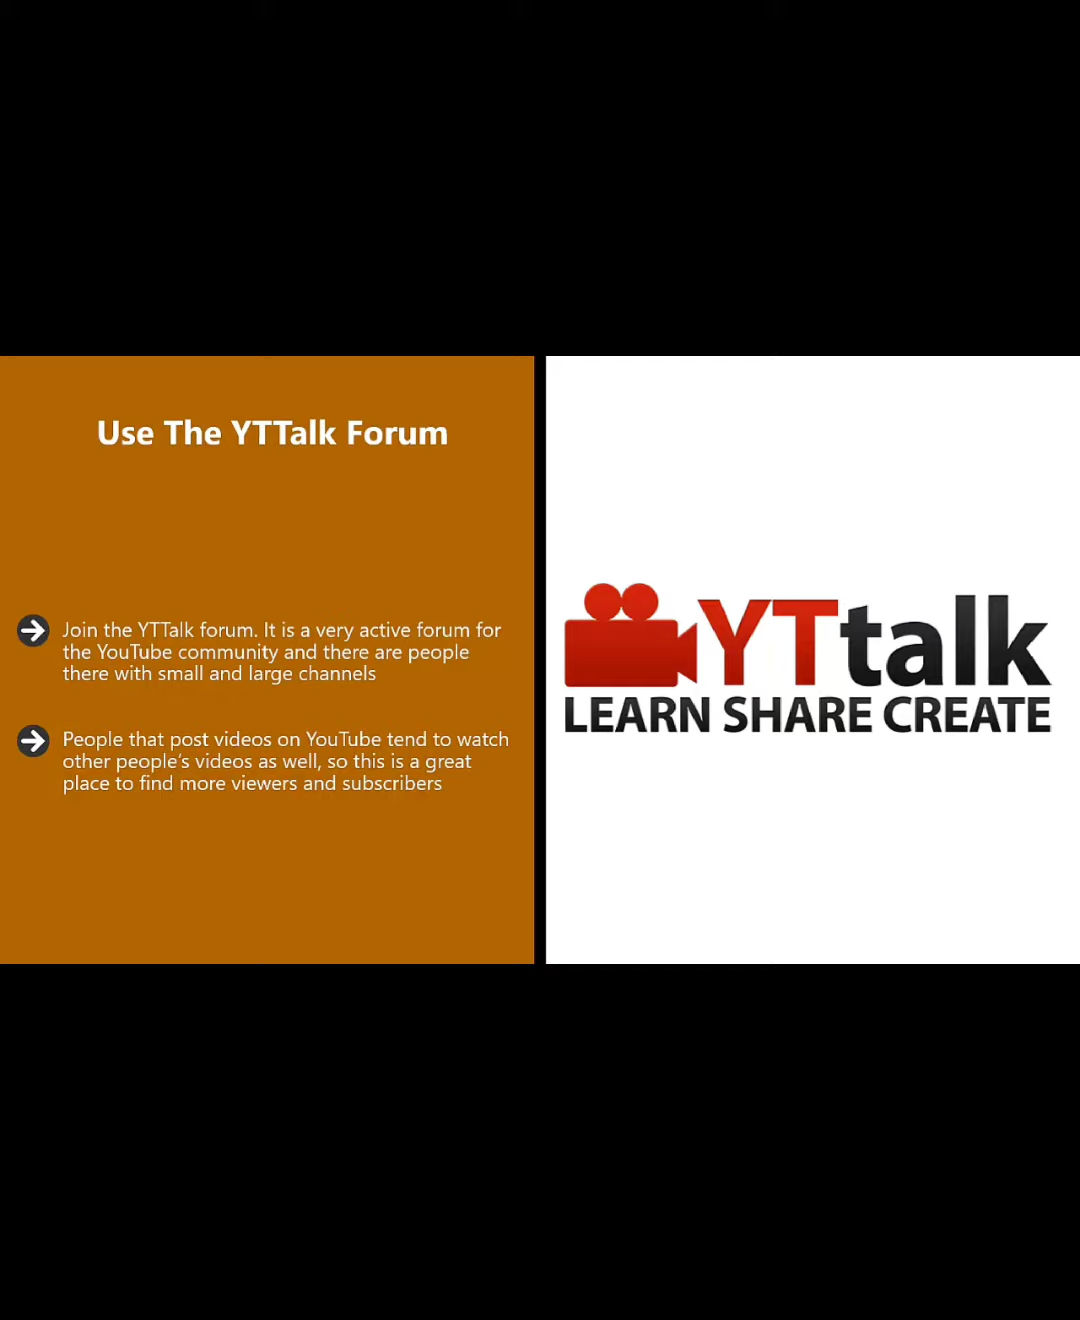 Use The YTTalk Forum
Join the YTTalk forum. It is a very active forum for
the YouTube community and there are people
there with small and large channels
People that post videos on YouTube tend to watch
other people's videos as well, so this is a great
place to find more viewers and subscribers
YTtalk
LEARN SHARE CREATE